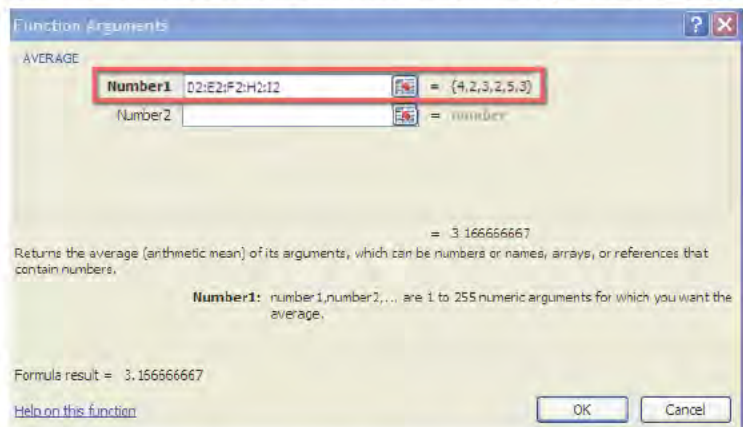 Function Arguments
AVERAGE
Number1 D2:E2:F2:H2:I2 = {4,2,3,2,5,3}
Number2 = number
= 3.166666667
Returns the average (arithmetic mean) of its arguments, which can be numbers or names, arrays, or references that
contain numbers.
Number1: number1,number2,... are 1 to 255 numeric arguments for which you want the
average.
Formula result = 3.166666667
Help on this function
OK Cancel